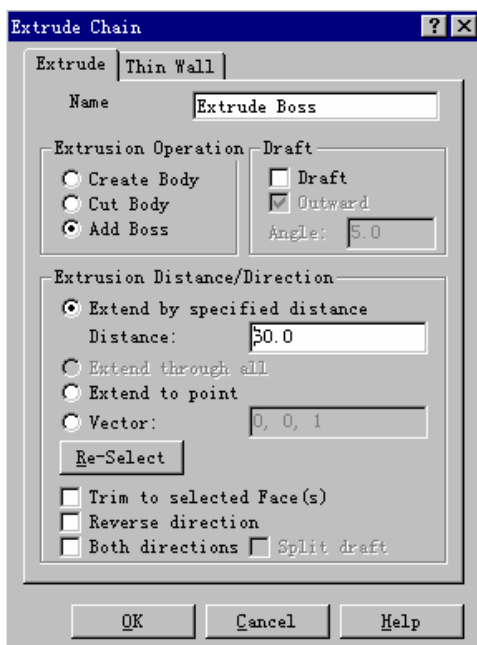 Extrude Chain
Extrude Thin Wall
Name Extrude Boss
Extrusion Operation Draft
Create Body Draft
Cut Body Outward
Add Boss Angle: 5.0
Extrusion Distance/Direction
Extend by specified distance
Distance:
Extend through all
Extend to point
Vector: 0, 0, 1
Re-Select
Trim to selected Face(s)
Reverse direction
Both directions Split draft
OK Cancel Help